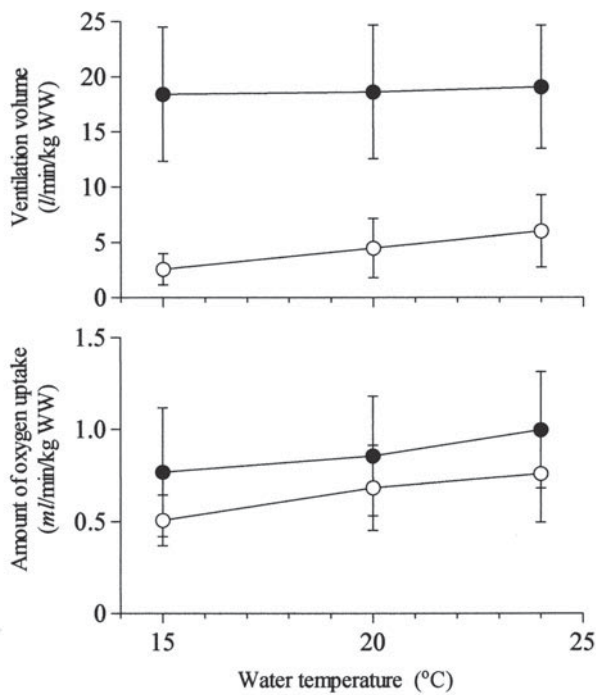 Ventilation volume
(l/min/kg WW)
25
20
15
10
5
0
Amount of oxygen uptake
(ml/min/kg WW)
1.5
1.0
0.5
0
15
20
25
Water temperature (°C)